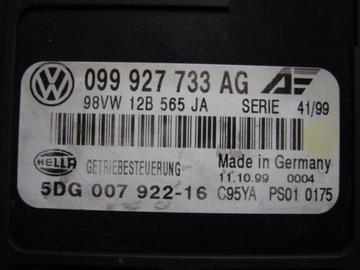 099 927 733 AG AF
98VW 12B 565 JA SERIE 41/99
HELLA GETRIEBESTEUERUNG Made in Germany
11.10.99 0004
5DG 007 922-16 C95YA PS01 0175